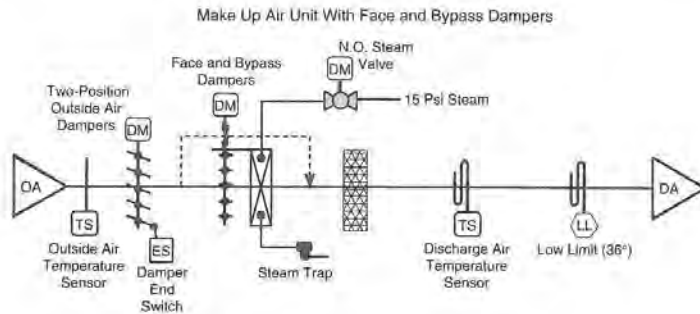 Make Up Air Unit With Face and Bypass Dampers
N.O. Steam
Valve
DM
Face and Bypass
Dampers
DM
15 Psi Steam
Two-Position
Outside Air
Dampers
DM
OA
DA
TS
Outside Air
Temperature
Sensor
ES
Damper
End
Switch
Steam Trap
TS
Discharge Air
Temperature
Sensor
LL
Low Limit (36°)